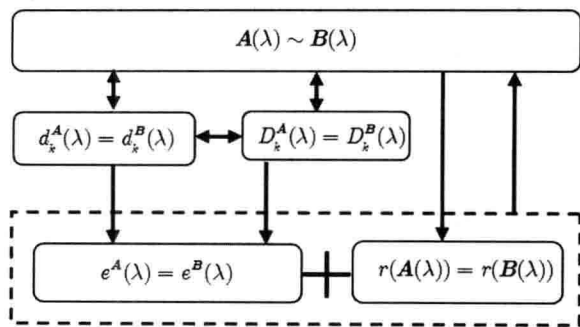 A(λ) ∼ B(λ)
d_k^A(λ) = d_k^B(λ)
D_k^A(λ) = D_k^B(λ)
e^A(λ) = e^B(λ)
r(A(λ)) = r(B(λ))